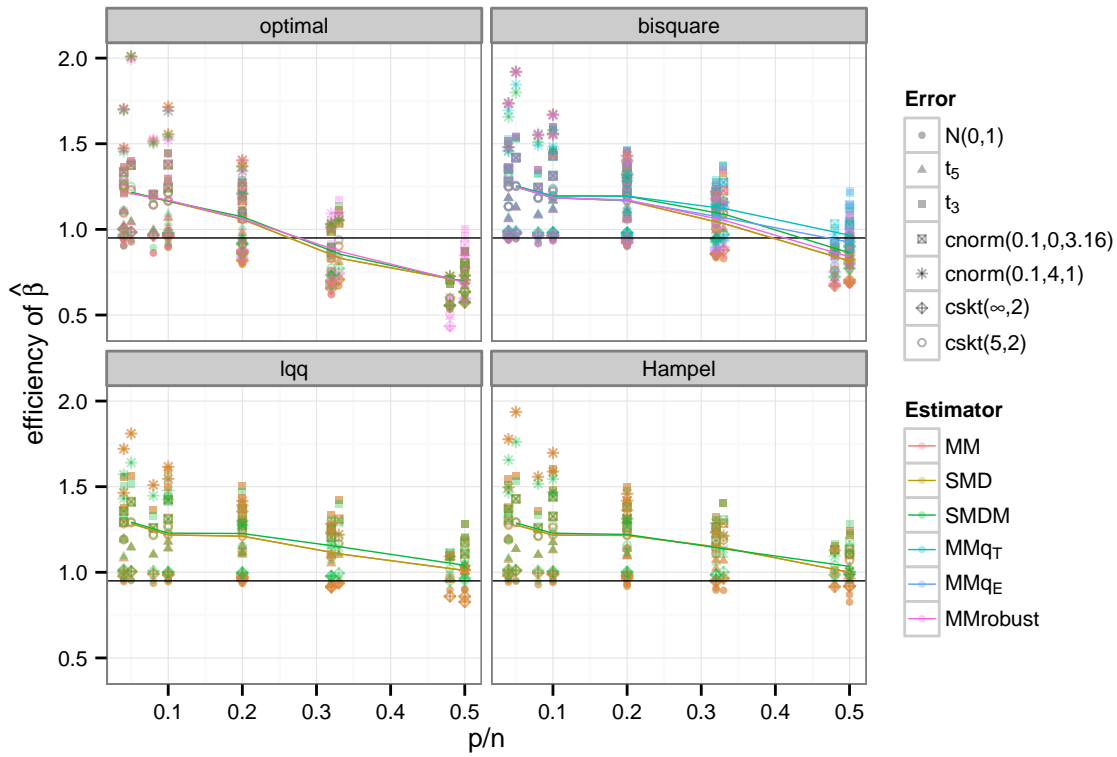 optimal
bisquare
2.0
1.5
1.0
0.5
lqq
Hampel
2.0
1.5
1.0
0.5
0.1
0.2
0.3
0.4
0.5
0.1
0.2
0.3
0.4
0.5
p/n
efficiency of β̂
Error
N(0,1)
t₅
t₃
cnorm(0.1,0,3.16)
cnorm(0.1,4,1)
cskt(∞,2)
cskt(5,2)
Estimator
MM
SMD
SMDM
MMq_T
MMq_E
MMrobust